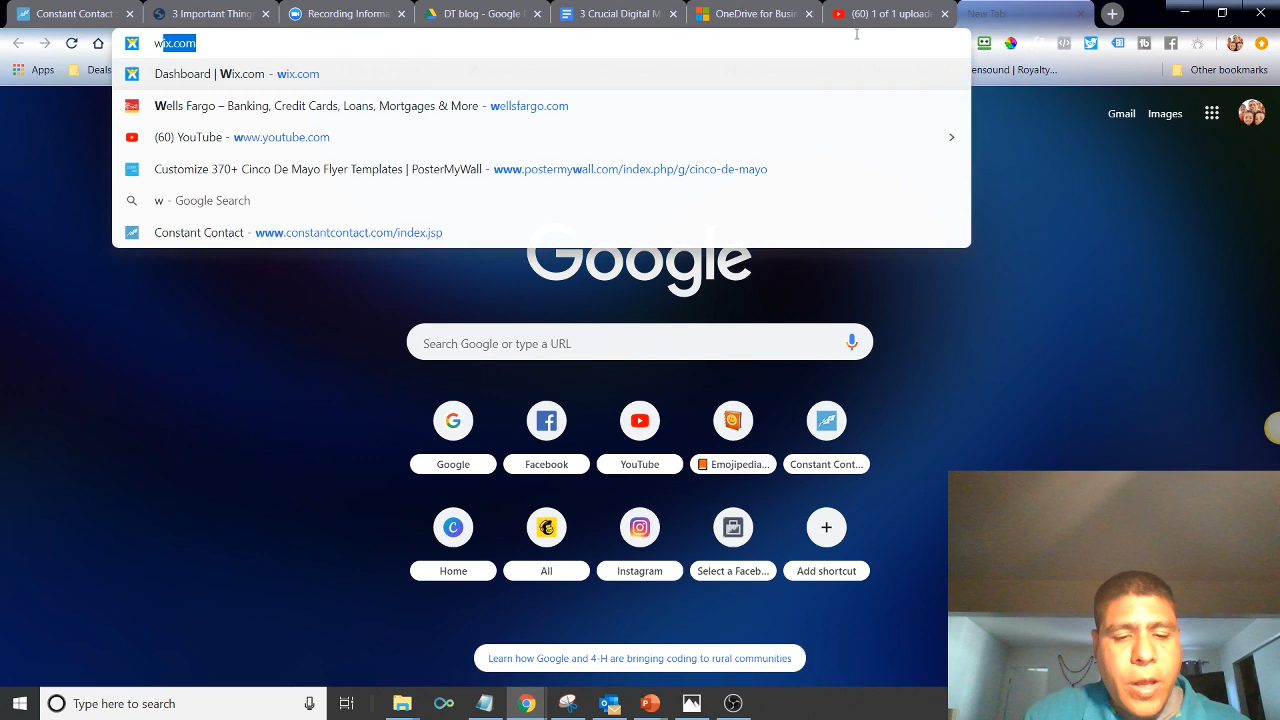 Constant Contact :
3 Important Thing
Recording Informa
DT blog - Google
3 Crucial Digital M
OneDrive for Busin
(60) 1 of 1 upload
New Tab
wix.com
Apps
Deals
ensound | Royalty...
Other bookmarks
Dashboard | Wix.com - wix.com
Wells Fargo – Banking, Credit Cards, Loans, Mortgages & More - wellsfargo.com
(60) YouTube - www.youtube.com
Customize 370+ Cinco De Mayo Flyer Templates | PosterMyWall - www.postermywall.com/index.php/g/cinco-de-mayo
w - Google Search
Constant Contact - www.constantcontact.com/index.jsp
Gmail Images
Google
Search Google or type a URL
Google Facebook YouTube Emojipedia... Constant Cont...
Home All Instagram Select a Faceb... Add shortcut
Learn how Google and 4-H are bringing coding to rural communities
Type here to search